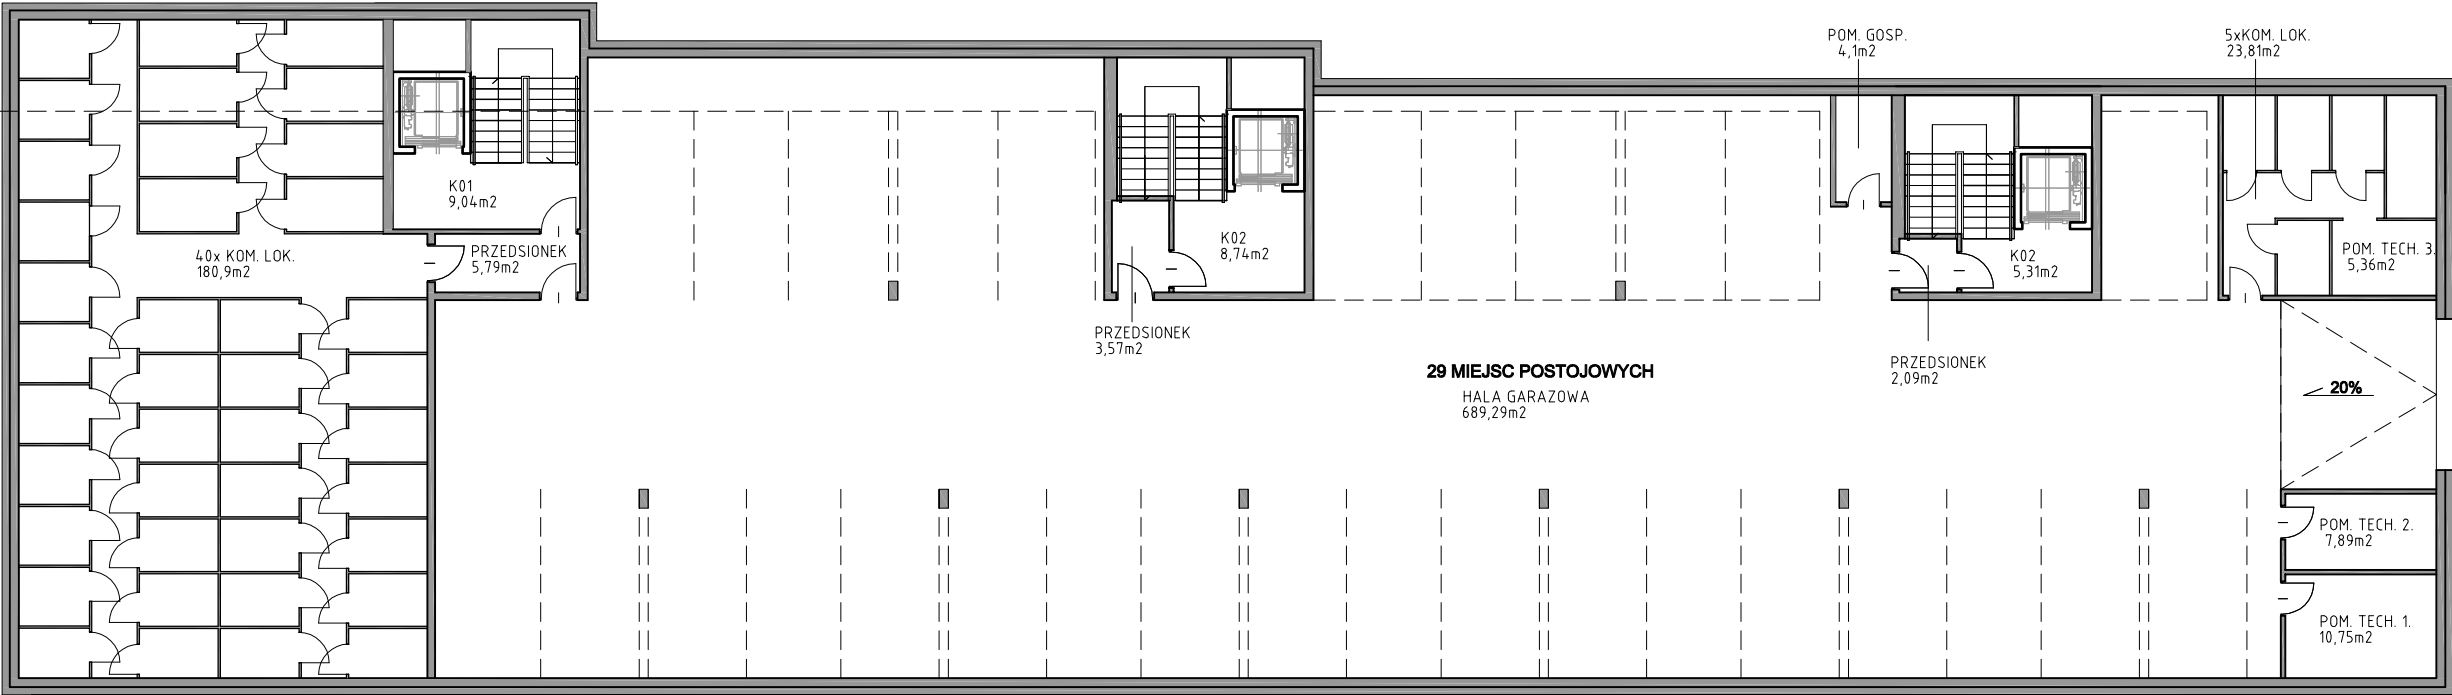 POM. GOSP.
4,1m2
5xKOM. LOK.
23,81m2
K01
9,04m2
PRZEDSIONEK
5,79m2
40x KOM. LOK.
180,9m2
K02
8,74m2
PRZEDSIONEK
3,57m2
K02
5,31m2
POM. TECH. 3.
5,36m2
PRZEDSIONEK
2,09m2
29 MIEJSC POSTOJOWYCH
HALA GARAZOWA
689,29m2
20%
POM. TECH. 2.
7,89m2
POM. TECH. 1.
10,75m2